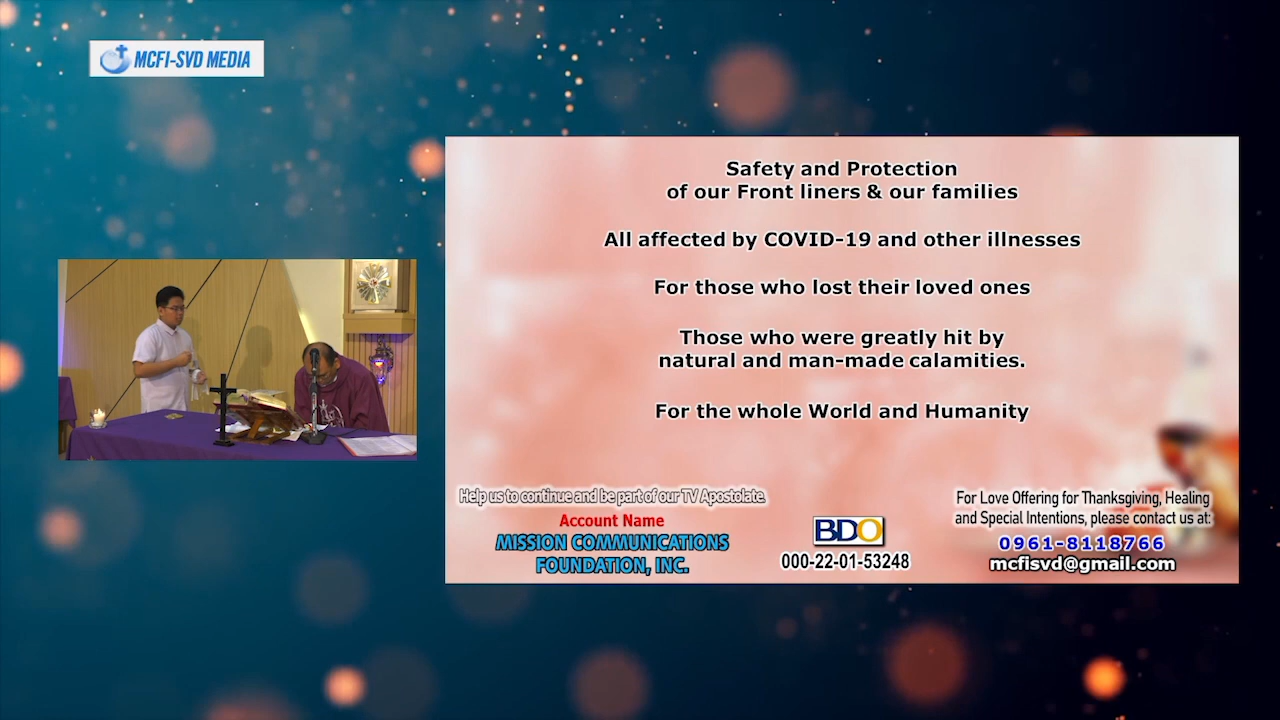 MCFI-SVD MEDIA
Safety and Protection
of our Front liners & our families
All affected by COVID-19 and other illnesses
For those who lost their loved ones
Those who were greatly hit by
natural and man-made calamities.
For the whole World and Humanity
Help us to continue and be part of our TV Apostolate.
Account Name
MISSION COMMUNICATIONS
FOUNDATION, INC.
BDO
000-22-01-53248
For Love Offering for Thanksgiving, Healing
and Special Intentions, please contact us at:
0961-8118766
mcfisvd@gmail.com